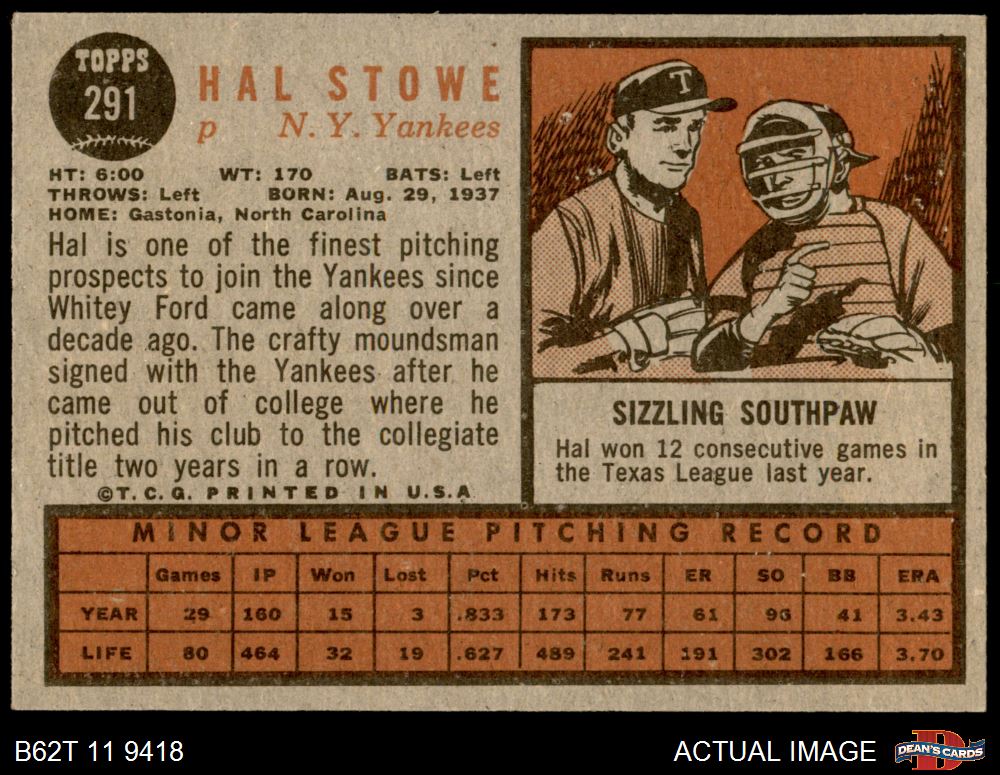 TOPPS
291
HAL STOWE
p N. Y. Yankees
HT: 6:00 WT: 170 BATS: Left
THROWS: Left BORN: Aug. 29, 1937
HOME: Gastonia, North Carolina
Hal is one of the finest pitching
prospects to join the Yankees since
Whitey Ford came along over a
decade ago. The crafty moundsman
signed with the Yankees after he
came out of college where he
pitched his club to the collegiate
title two years in a row.
©T. C. G. PRINTED IN U.S.A
T
SIZZLING SOUTHPAW
Hal won 12 consecutive games in
the Texas League last year.
MINOR LEAGUE PITCHING RECORD
Games IP Won Lost Pct Hits Runs ER SO BB ERA
YEAR 29 160 15 3 .833 173 77 61 96 41 3.43
LIFE 80 464 32 19 .627 489 241 191 302 166 3.70
B62T 11 9418
ACTUAL IMAGE
B
DEAN'S CARDS